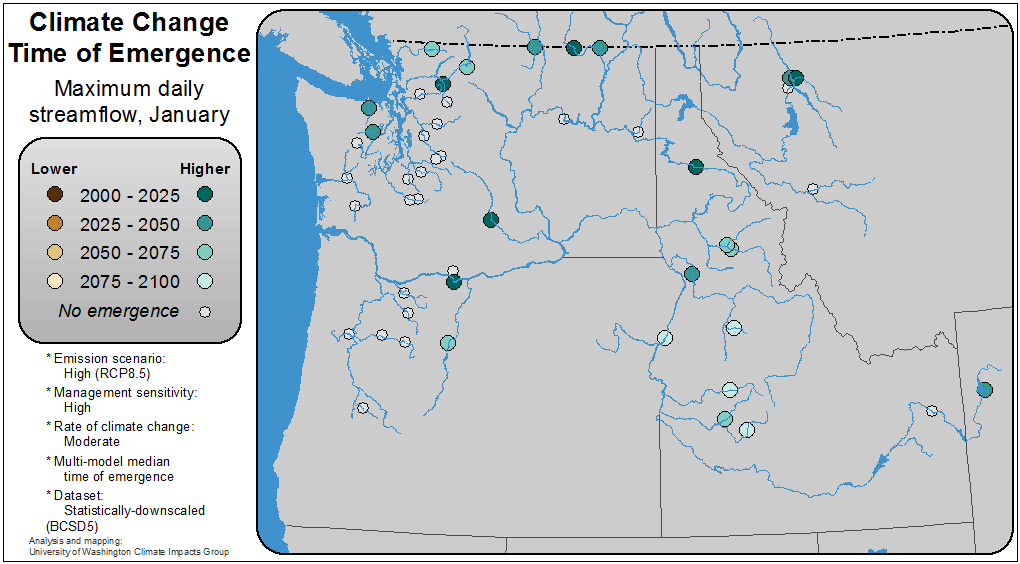 Climate Change
Time of Emergence
Maximum daily
streamflow, January
Lower Higher
2000 - 2025
2025 - 2050
2050 - 2075
2075 - 2100
No emergence
* Emission scenario:
High (RCP8.5)
* Management sensitivity:
High
* Rate of climate change:
Moderate
* Multi-model median
time of emergence
* Dataset:
Statistically-downscaled
(BCSD5)
Analysis and mapping:
University of Washington Climate Impacts Group